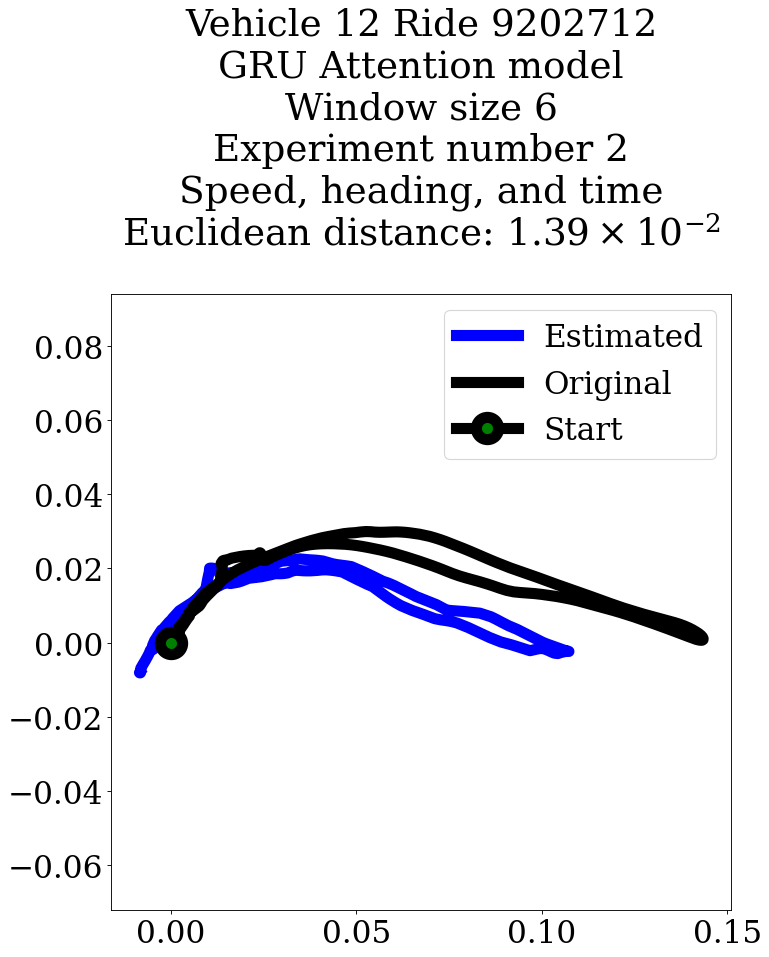 Vehicle 12 Ride 9202712
GRU Attention model
Window size 6
Experiment number 2
Speed, heading, and time
Euclidean distance: 1.39 × 10⁻²
Estimated
Original
Start
0.08
0.06
0.04
0.02
0.00
−0.02
−0.04
−0.06
0.00 0.05 0.10 0.15